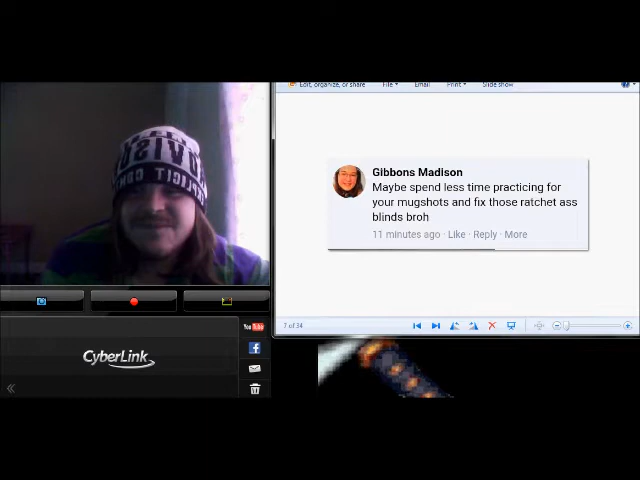 Edit, organize, or share File Email Print Slide show
Gibbons Madison
Maybe spend less time practicing for
your mugshots and fix those ratchet ass
blinds broh
11 minutes ago · Like · Reply · More
7 of 34
YouTube
CyberLink